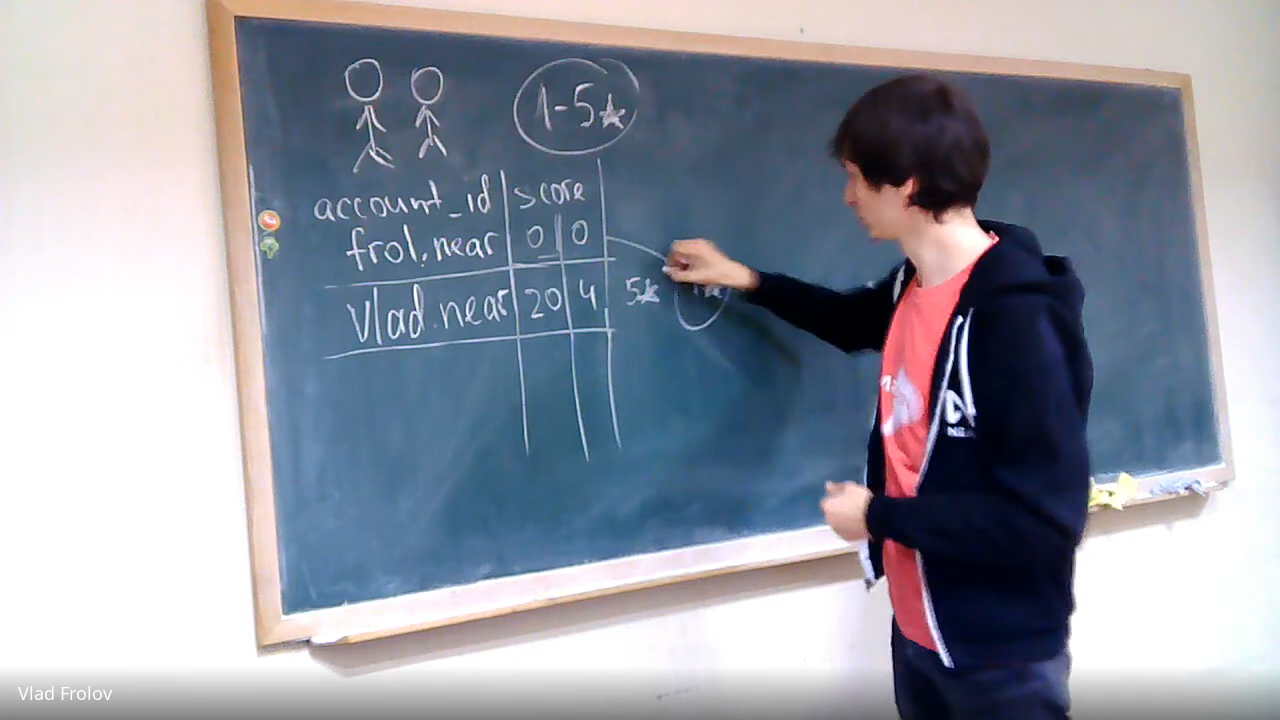 1-5★
account_id score
frol.near 0 0
vlad.near 20 4 5★
Vlad Frolov